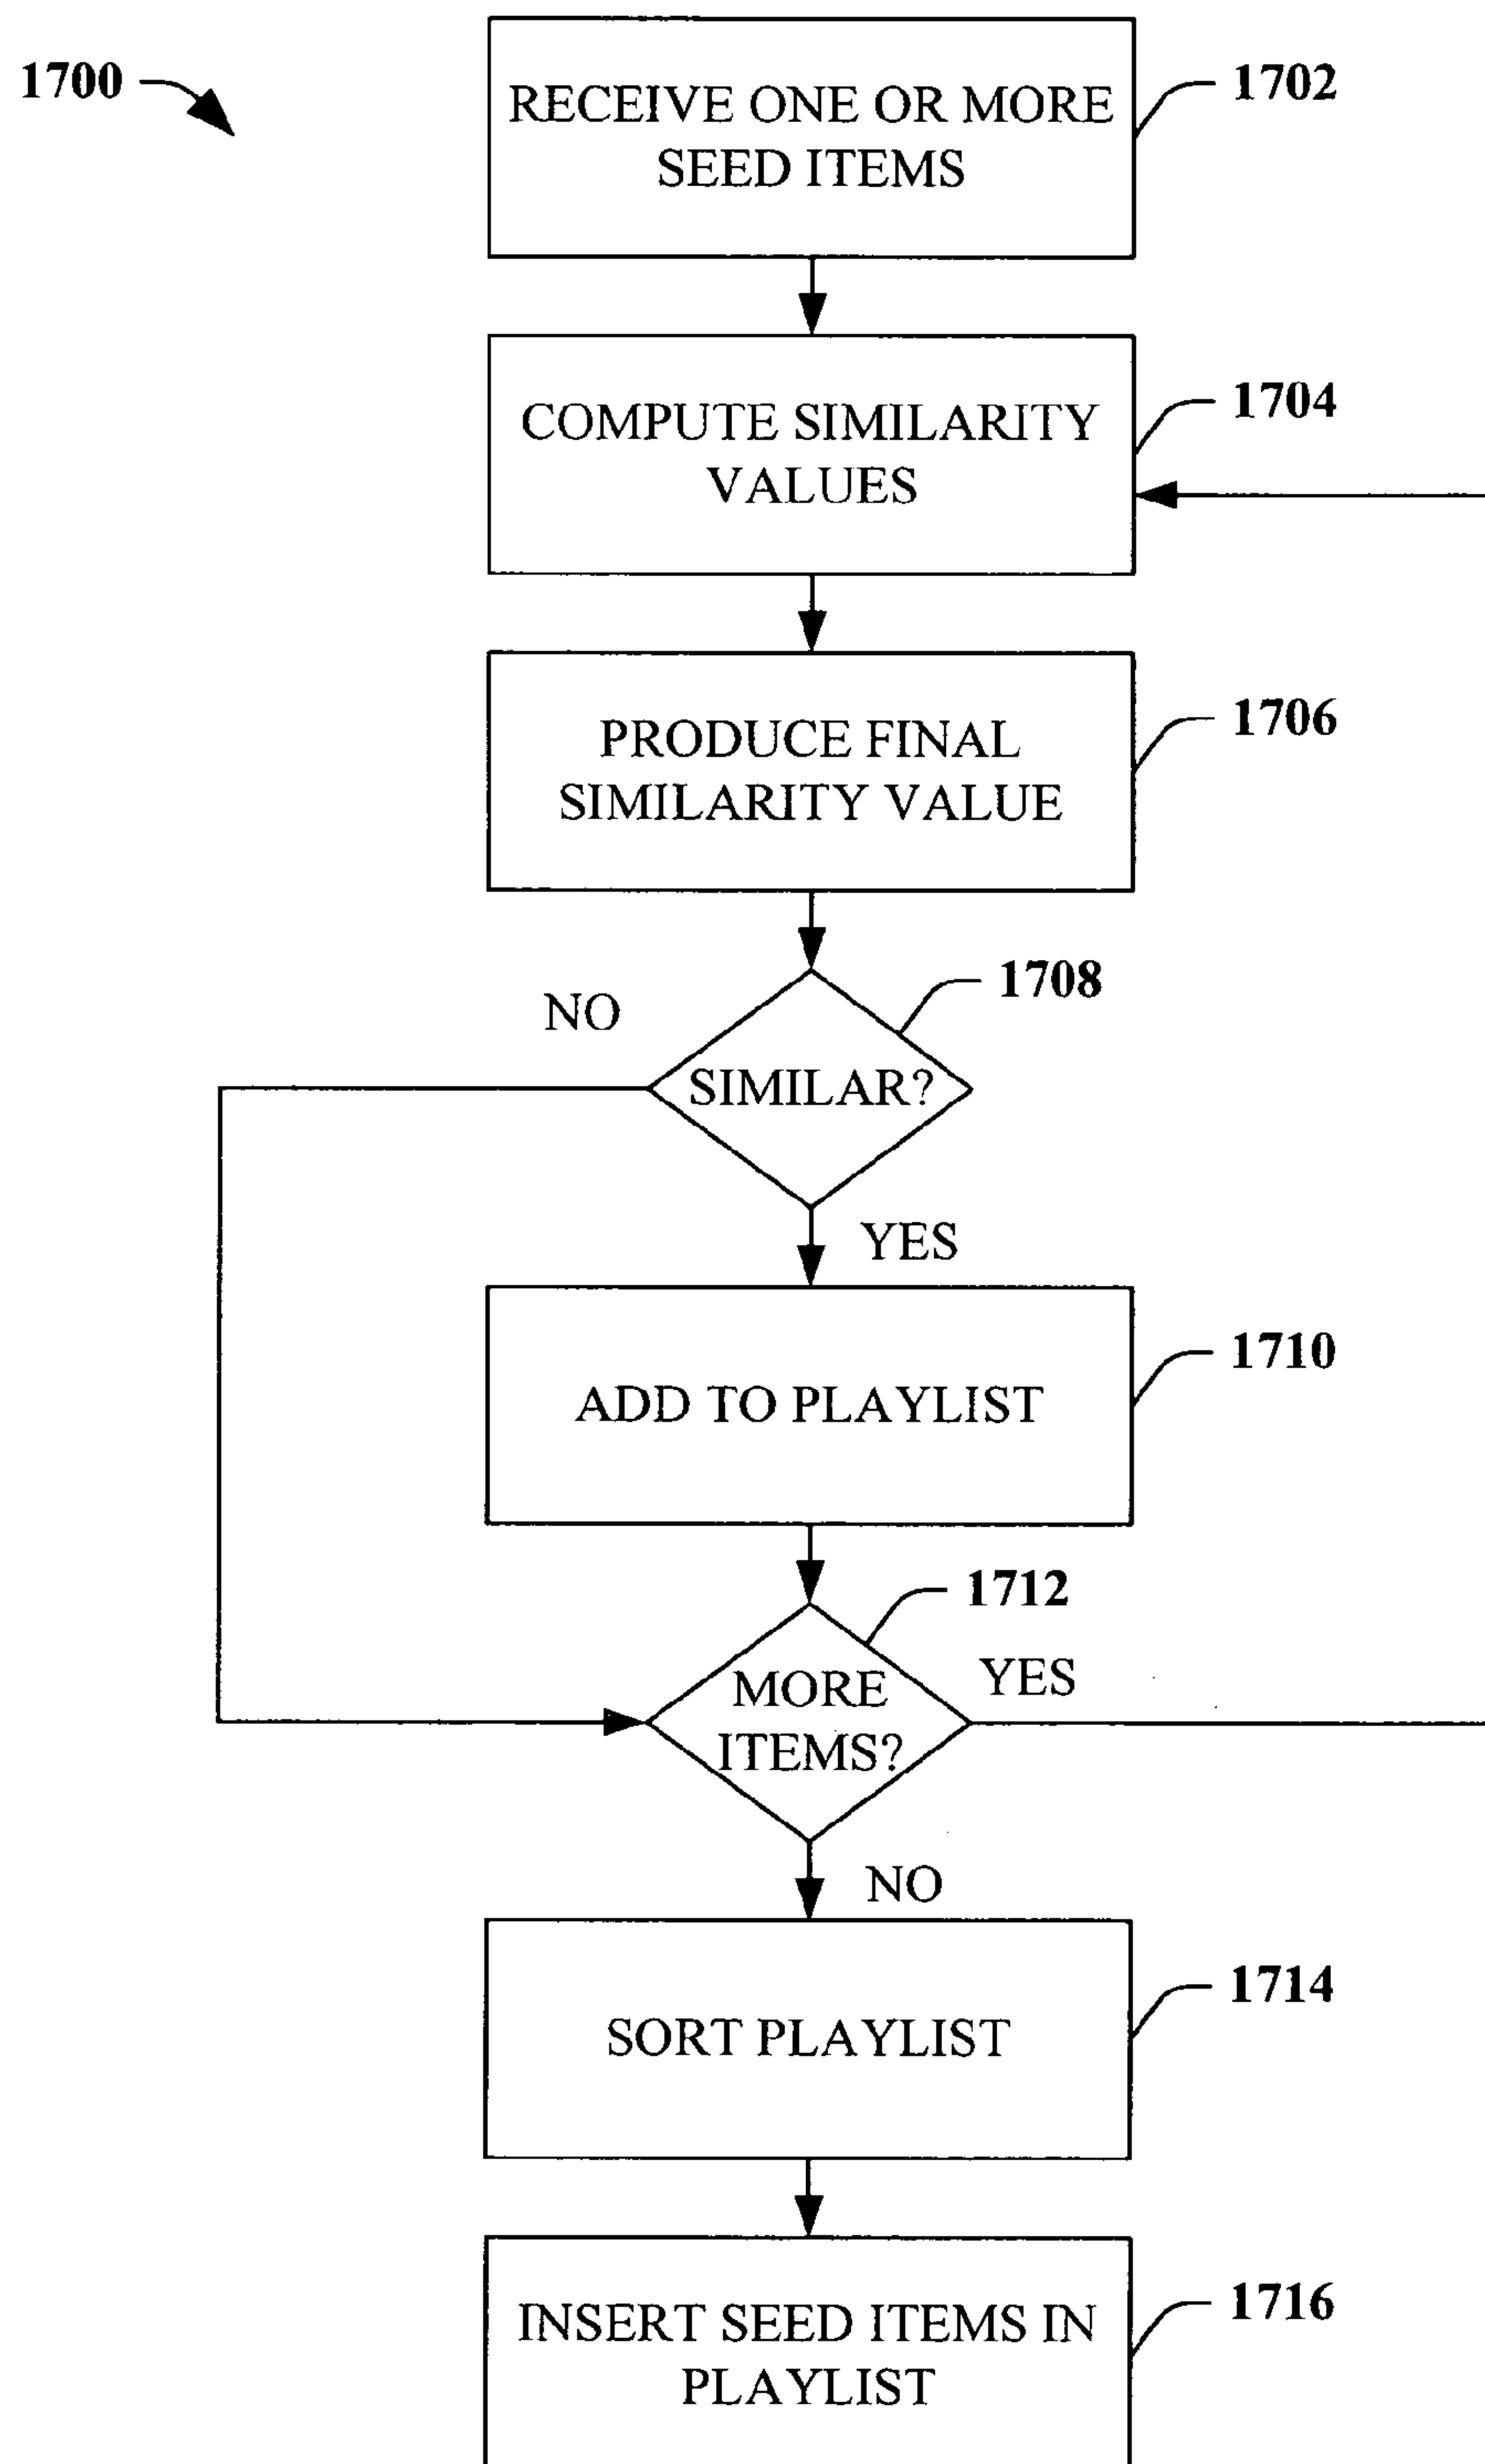 1700
RECEIVE ONE OR MORE
SEED ITEMS
1702
COMPUTE SIMILARITY
VALUES
1704
PRODUCE FINAL
SIMILARITY VALUE
1706
1708
NO
SIMILAR?
YES
ADD TO PLAYLIST
1710
1712
MORE
ITEMS?
YES
NO
SORT PLAYLIST
1714
INSERT SEED ITEMS IN
PLAYLIST
1716